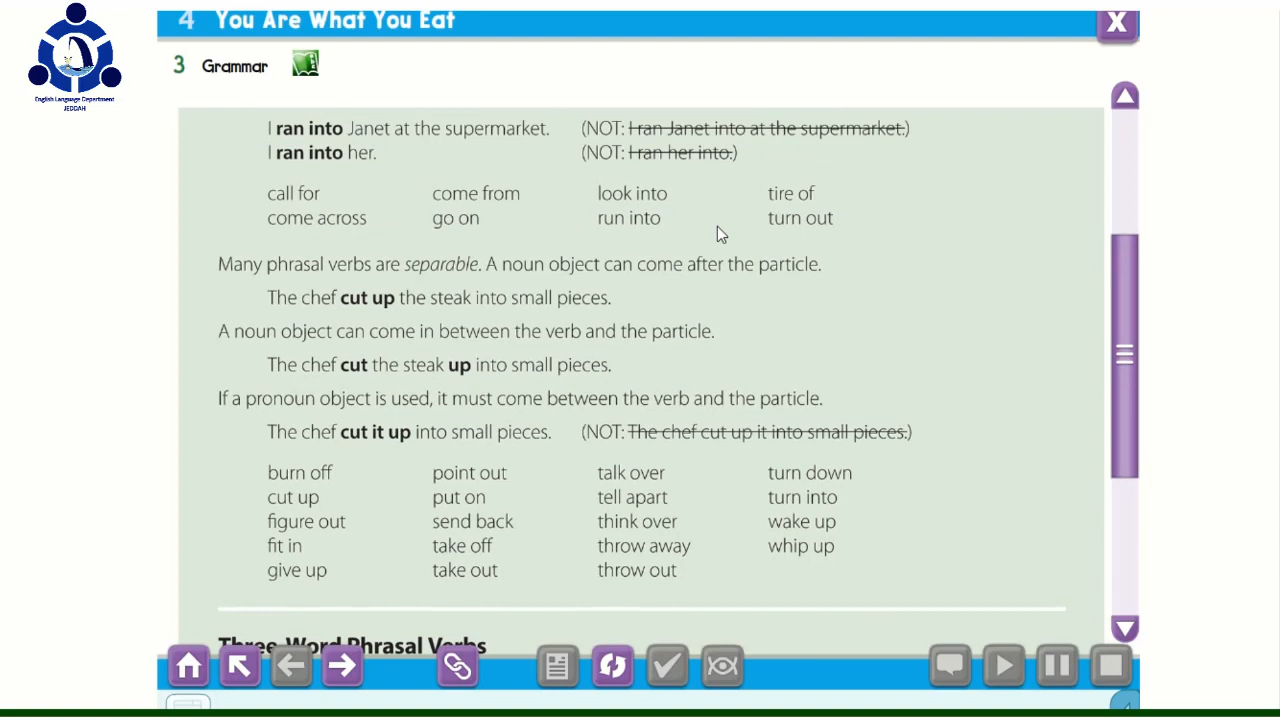 English Language Department
JEDDAH
4 You Are What You Eat
X
3 Grammar
I ran into Janet at the supermarket. (NOT: I ran Janet into at the supermarket.)
I ran into her. (NOT: I ran her into.)
call for come from look into tire of
come across go on run into turn out
Many phrasal verbs are separable. A noun object can come after the particle.
The chef cut up the steak into small pieces.
A noun object can come in between the verb and the particle.
The chef cut the steak up into small pieces.
If a pronoun object is used, it must come between the verb and the particle.
The chef cut it up into small pieces. (NOT: The chef cut up it into small pieces.)
burn off point out talk over turn down
cut up put on tell apart turn into
figure out send back think over wake up
fit in take off throw away whip up
give up take out throw out
Three-Word Phrasal Verbs